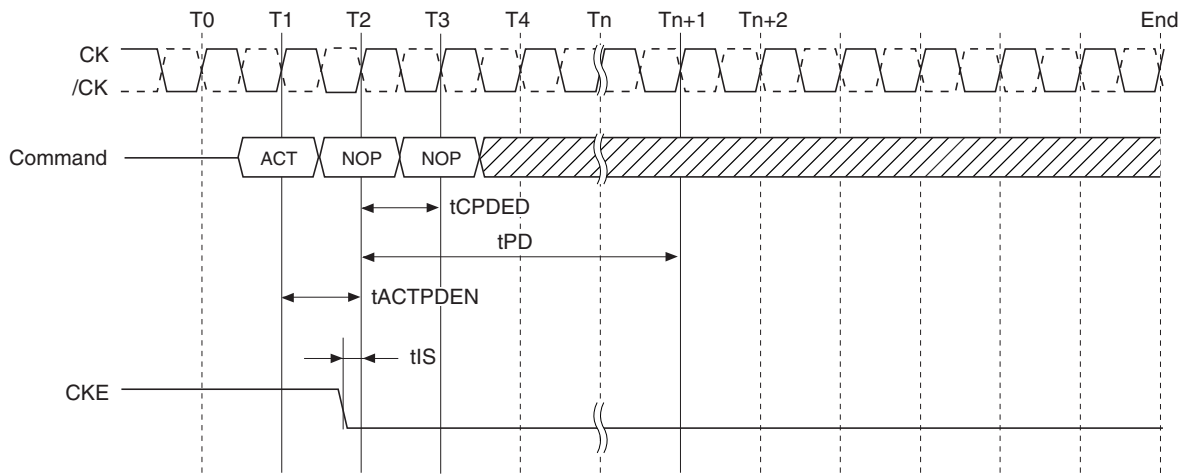 T0 T1 T2 T3 T4 Tn Tn+1 Tn+2 End
CK
/CK
Command ACT NOP NOP
tCPDED
tPD
tACTPDEN
tIS
CKE